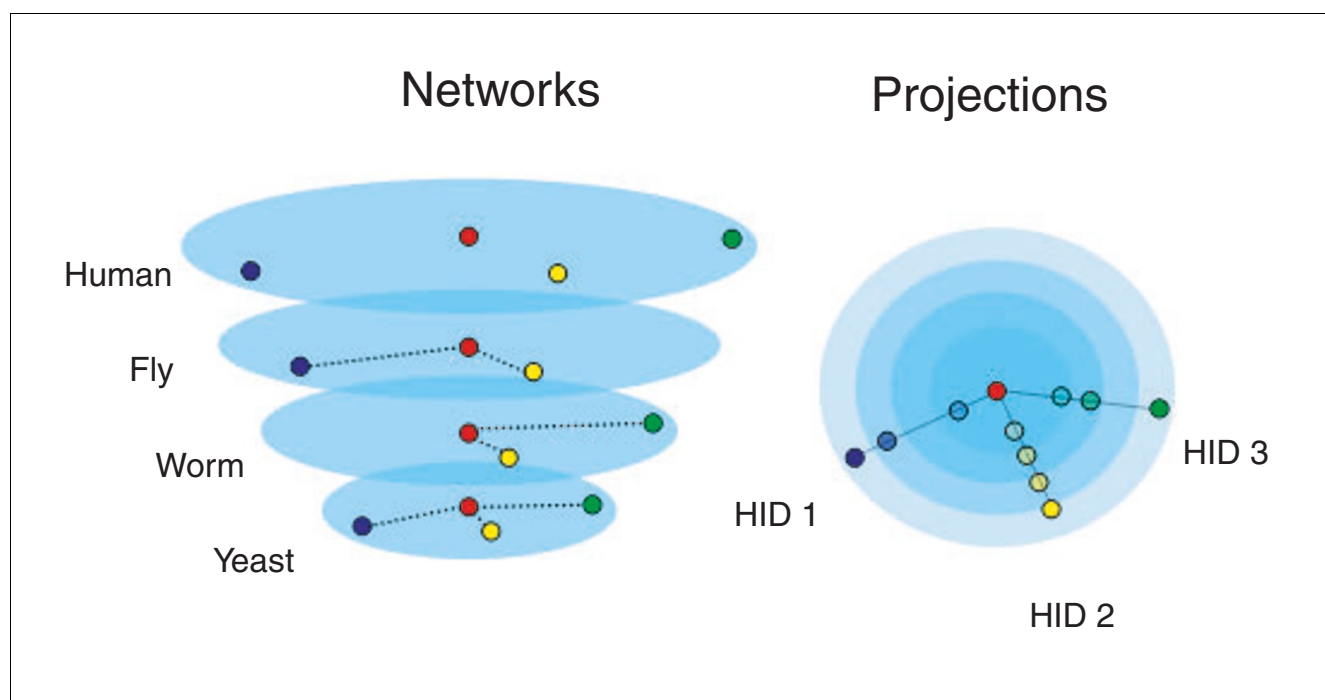 Networks
Projections
Human
Fly
Worm
Yeast
HID 1
HID 2
HID 3